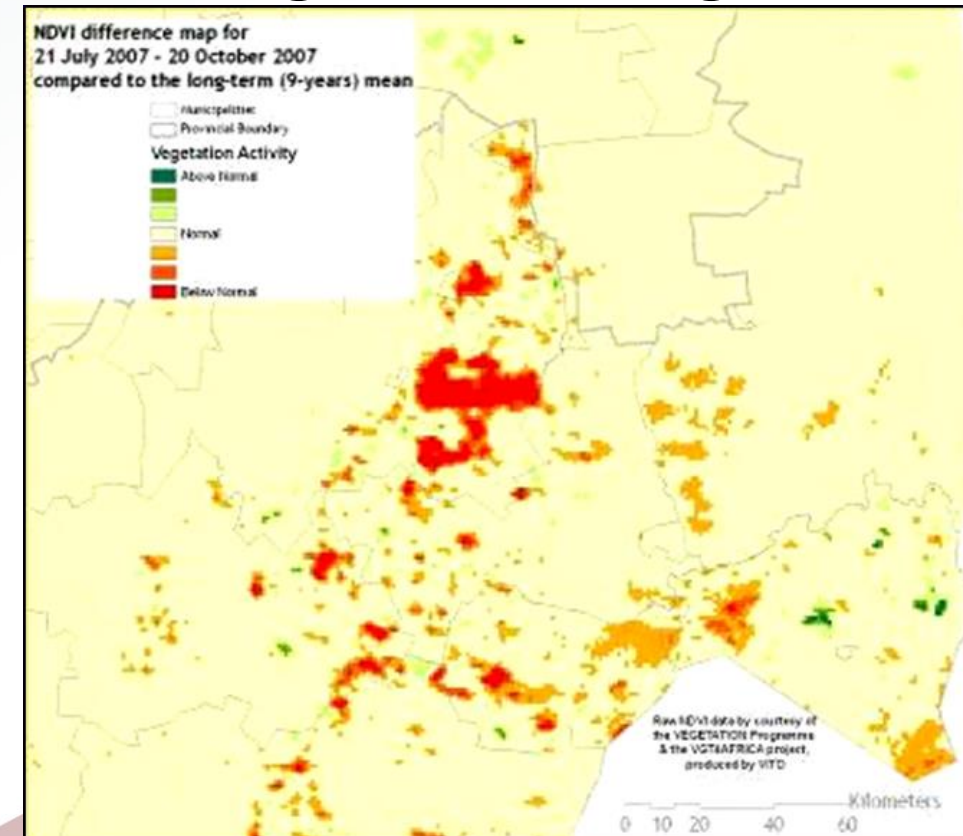 NDVI difference map for
21 July 2007 - 20 October 2007
compared to the long-term (9-years) mean
Municipalities
Provincial Boundary
Vegetation Activity
Above Normal
Normal
Below Normal
Raw NDVI data by courtesy of
the VEGETATION Programme
& the VGT4AFRICA project,
produced by VITO
Kilometers
0 10 20 40 60